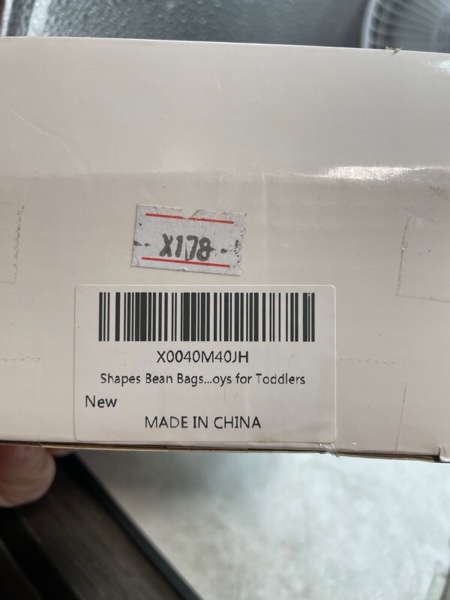 X178
X0040M40JH
Shapes Bean Bags...oys for Toddlers
New
MADE IN CHINA